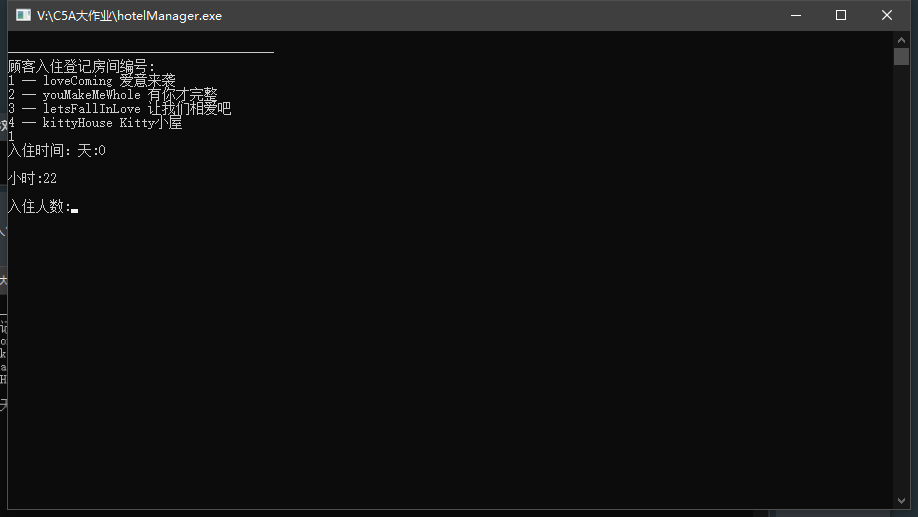 V:\C5A大作业\hotelManager.exe
顾客入住登记房间编号:
1 — loveComing 爱意来袭
2 — youMakeMeWhole 有你才完整
3 — letsFallInLove 让我们相爱吧
4 — kittyHouse Kitty小屋
1
入住时间: 天:0
小时:22
入住人数: